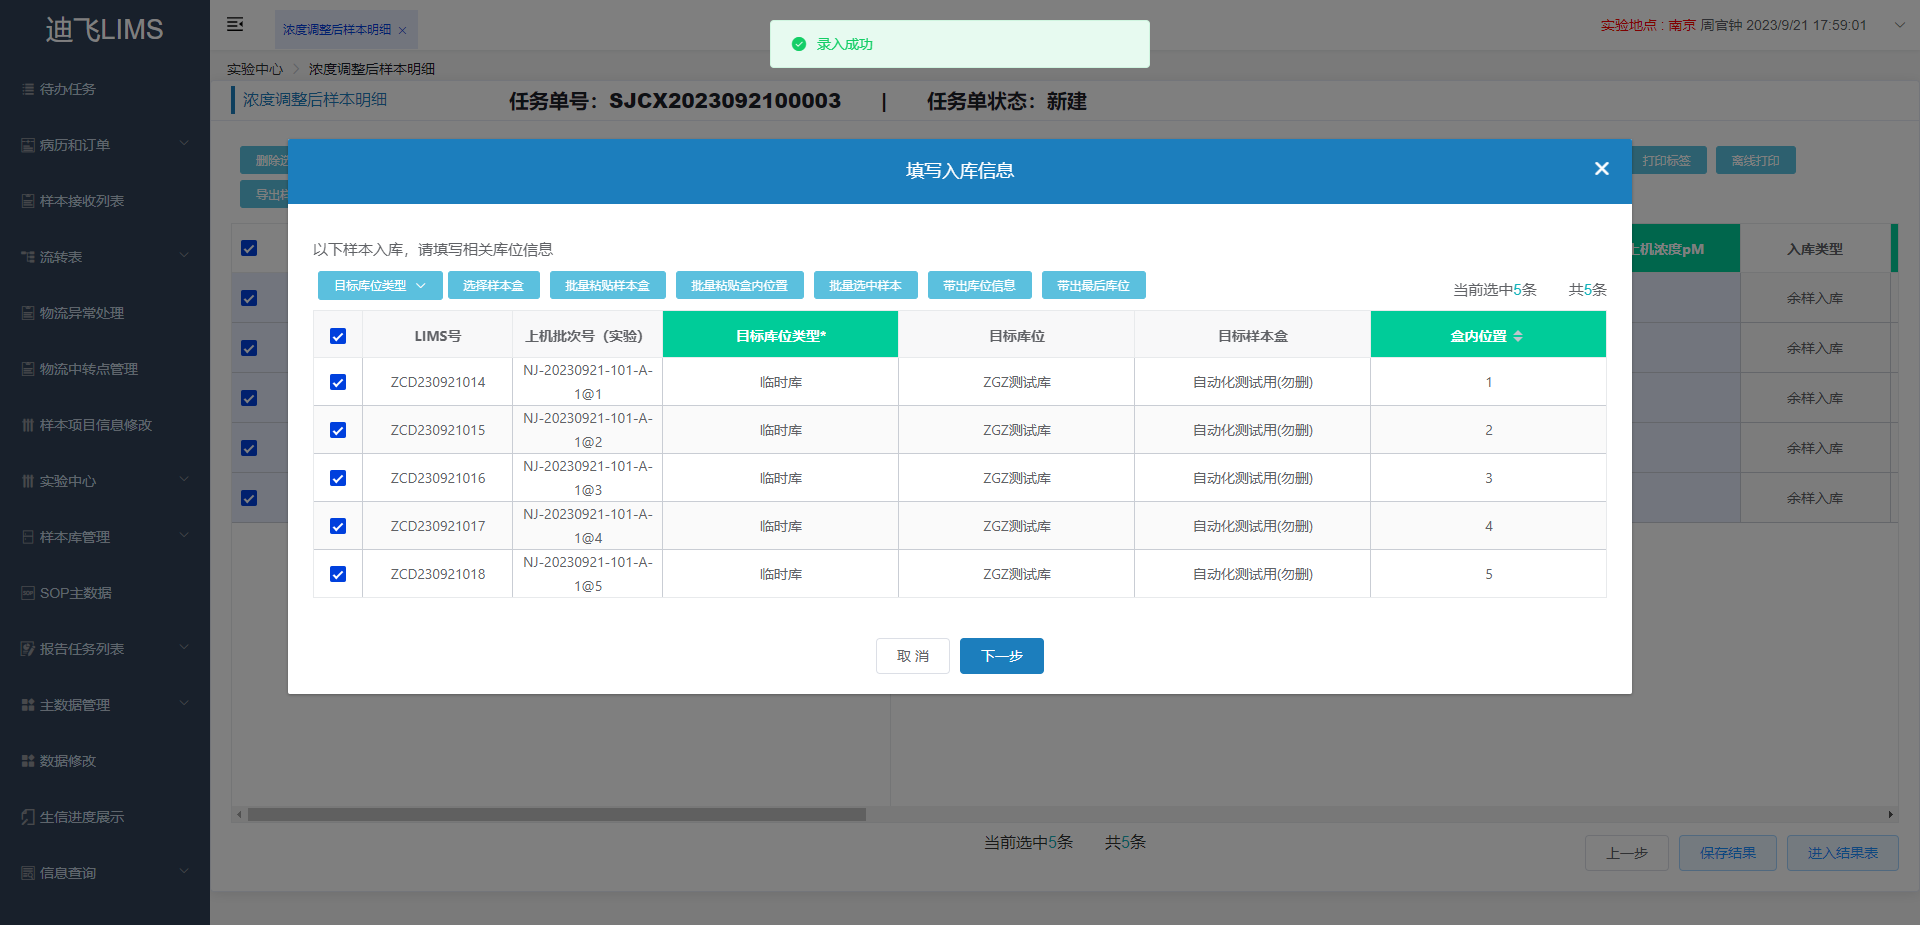 迪飞LIMS
待办任务
病历和订单
样本接收列表
流转表
物流异常处理
物流中转点管理
样本项目信息修改
实验中心
样本库管理
SOP主数据
报告任务列表
主数据管理
数据修改
生信进度展示
信息查询
浓度调整后样本明细
录入成功
实验地点 : 南京 周官钟 2023/9/21 17:59:01
实验中心 > 浓度调整后样本明细
浓度调整后样本明细 任务单号：SJCX2023092100003 | 任务单状态：新建
删除 打印标签 离线打印
导出
填写入库信息
以下样本入库，请填写相关库位信息
目标库位类型 选择样本盒 批量粘贴样本盒 批量粘贴盒内位置 批量选中样本 带出库位信息 带出最后库位
当前选中5条 共5条
LIMS号 上机批次号（实验） 目标库位类型* 目标库位 目标样本盒 盒内位置
ZCD230921014 NJ-20230921-101-A-1@1 临时库 ZGZ测试库 自动化测试用(勿删) 1
ZCD230921015 NJ-20230921-101-A-1@2 临时库 ZGZ测试库 自动化测试用(勿删) 2
ZCD230921016 NJ-20230921-101-A-1@3 临时库 ZGZ测试库 自动化测试用(勿删) 3
ZCD230921017 NJ-20230921-101-A-1@4 临时库 ZGZ测试库 自动化测试用(勿删) 4
ZCD230921018 NJ-20230921-101-A-1@5 临时库 ZGZ测试库 自动化测试用(勿删) 5
取 消 下一步
上机浓度pM 入库类型
余样入库
余样入库
余样入库
余样入库
余样入库
当前选中5条 共5条
上一步 保存结果 进入结果表